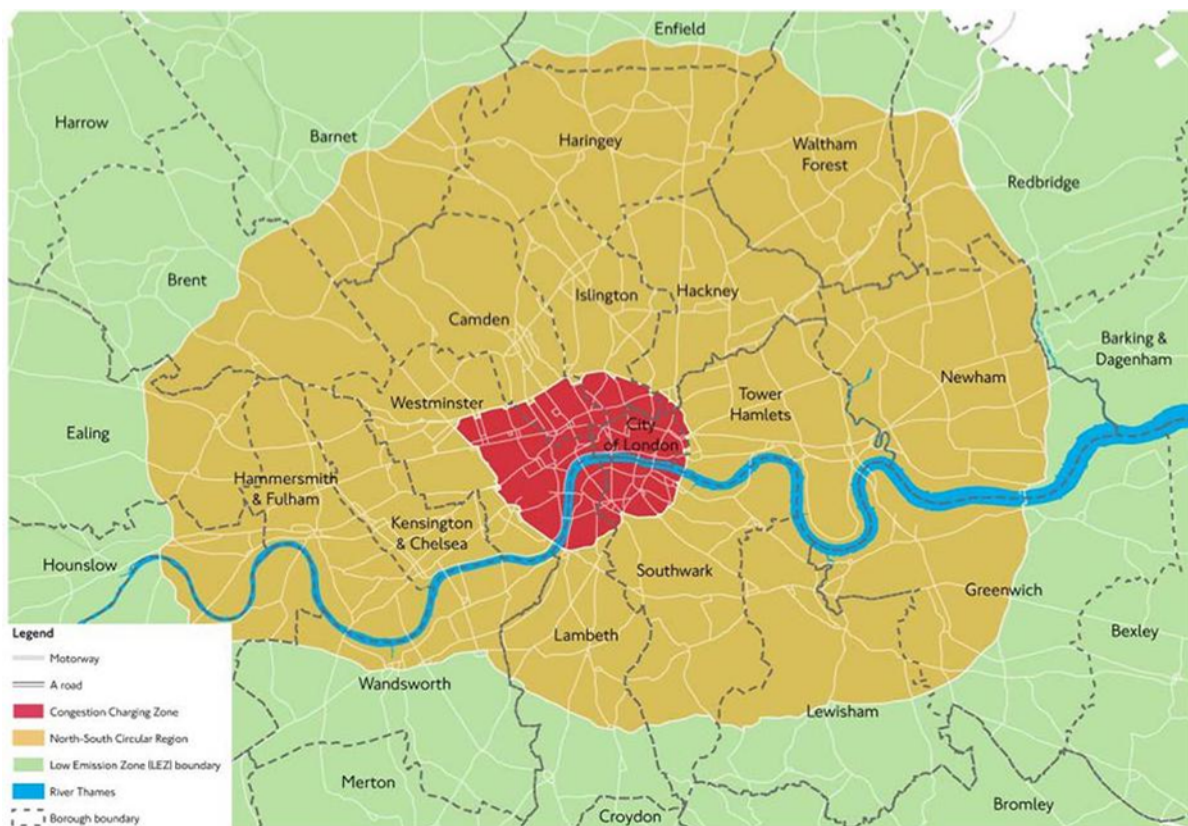 Enfield
Harrow
Barnet
Haringey
Waltham
Forest
Redbridge
Brent
Islington
Hackney
Camden
Barking &
Dagenham
Newham
Tower
Hamlets
Westminster
City
of London
Ealing
Hammersmith
& Fulham
Kensington
& Chelsea
Hounslow
Southwark
Greenwich
Lambeth
Bexley
Wandsworth
Lewisham
Merton
Croydon
Bromley
Legend
Motorway
A road
Congestion Charging Zone
North-South Circular Region
Low Emission Zone (LEZ) boundary
River Thames
Borough boundary